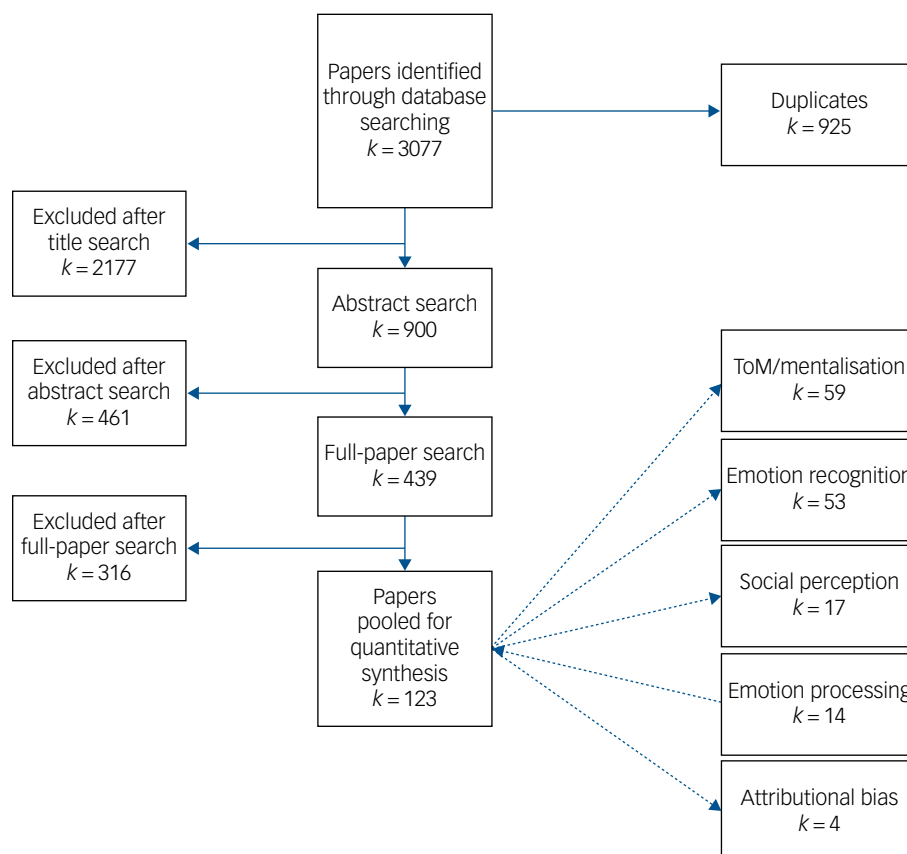 Papers identified
through database
searching
k = 3077
Duplicates
k = 925
Excluded after
title search
k = 2177
Abstract search
k = 900
Excluded after
abstract search
k = 461
Full-paper search
k = 439
Excluded after
full-paper search
k = 316
Papers
pooled for
quantitative
synthesis
k = 123
ToM/mentalisation
k = 59
Emotion recognition
k = 53
Social perception
k = 17
Emotion processing
k = 14
Attributional bias
k = 4